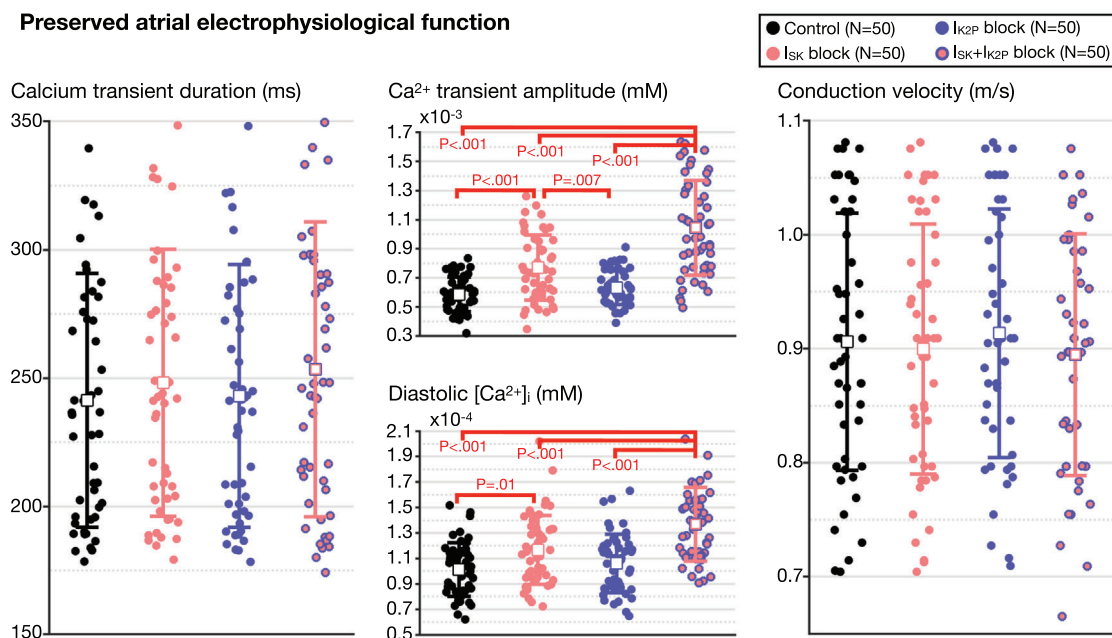 Preserved atrial electrophysiological function
Control (N=50)
I_K2P block (N=50)
I_SK block (N=50)
I_SK+I_K2P block (N=50)
Calcium transient duration (ms)
350
300
250
200
150
Ca²⁺ transient amplitude (mM)
x10⁻³
1.7
1.5
1.3
1.1
0.9
0.7
0.5
0.3
P<.001
P<.001
P<.001
P<.001
P=.007
Diastolic [Ca²⁺]ᵢ (mM)
x10⁻⁴
2.1
1.9
1.7
1.5
1.3
1.1
0.9
0.7
0.5
P<.001
P<.001
P<.001
P=.01
Conduction velocity (m/s)
1.1
1.0
0.9
0.8
0.7